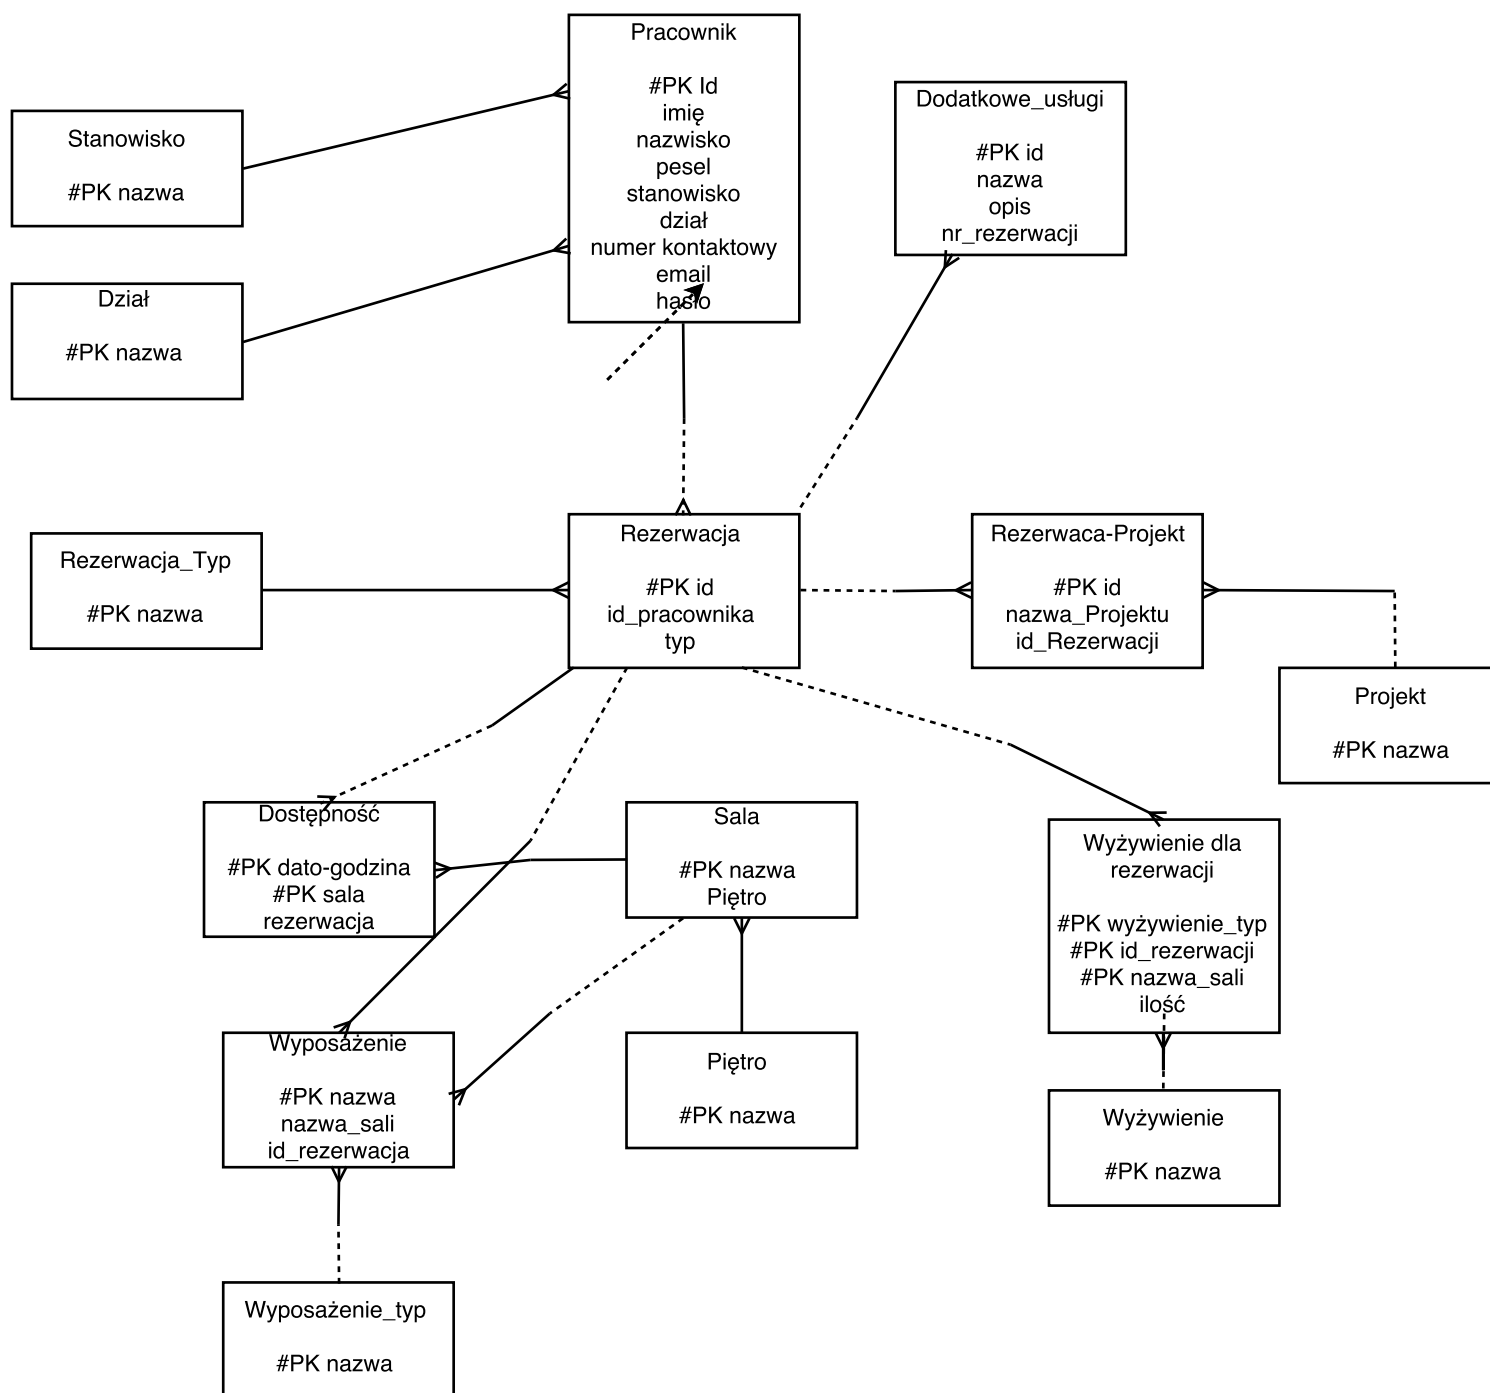 Pracownik
#PK Id
imię
nazwisko
pesel
stanowisko
dział
numer kontaktowy
email
hasło
Dodatkowe_usługi
#PK id
nazwa
opis
nr_rezerwacji
Stanowisko
#PK nazwa
Dział
#PK nazwa
Rezerwacja_Typ
#PK nazwa
Rezerwacja
#PK id
id_pracownika
typ
Rezerwaca-Projekt
#PK id
nazwa_Projektu
id_Rezerwacji
Projekt
#PK nazwa
Dostępność
#PK dato-godzina
#PK sala
rezerwacja
Sala
#PK nazwa
Piętro
Wyżywienie dla
rezerwacji
#PK wyżywienie_typ
#PK id_rezerwacji
#PK nazwa_sali
ilość
Wyposażenie
#PK nazwa
nazwa_sali
id_rezerwacja
Piętro
#PK nazwa
Wyżywienie
#PK nazwa
Wyposażenie_typ
#PK nazwa